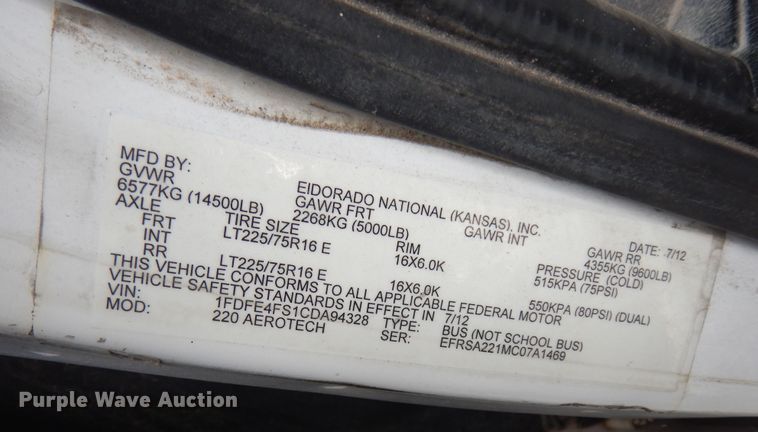 MFD BY: EIDORADO NATIONAL (KANSAS), INC. DATE: 7/12
GVWR GAWR FRT GAWR INT GAWR RR
6577KG (14500LB) 2268KG (5000LB) 4355KG (9600LB)
AXLE TIRE SIZE RIM PRESSURE (COLD)
FRT LT225/75R16 E 16X6.0K 515KPA (75PSI)
INT
RR LT225/75R16 E 16X6.0K 550KPA (80PSI) (DUAL)
THIS VEHICLE CONFORMS TO ALL APPLICABLE FEDERAL MOTOR
VEHICLE SAFETY STANDARDS IN EFFECT IN 7/12
VIN: 1FDFE4FS1CDA94328 TYPE: BUS (NOT SCHOOL BUS)
MOD: 220 AEROTECH SER: EFRSA221MC07A1469
Purple Wave Auction